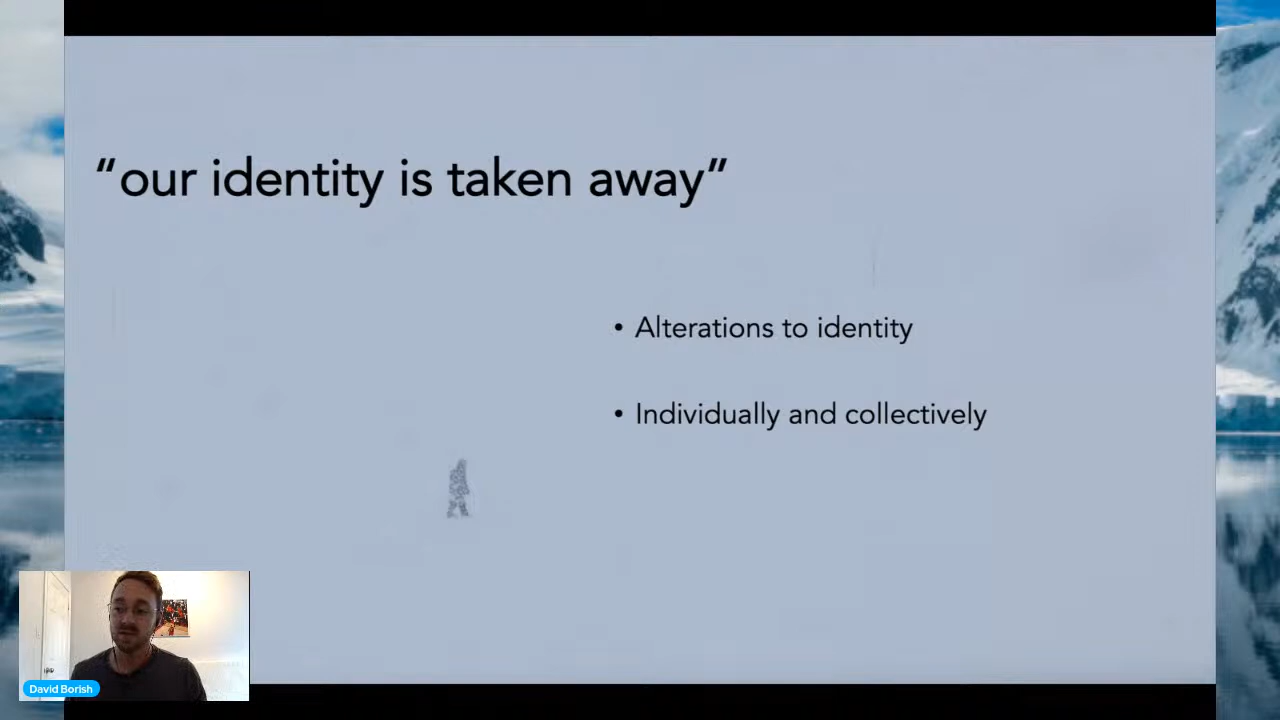 “our identity is taken away”
• Alterations to identity
• Individually and collectively
David Borish